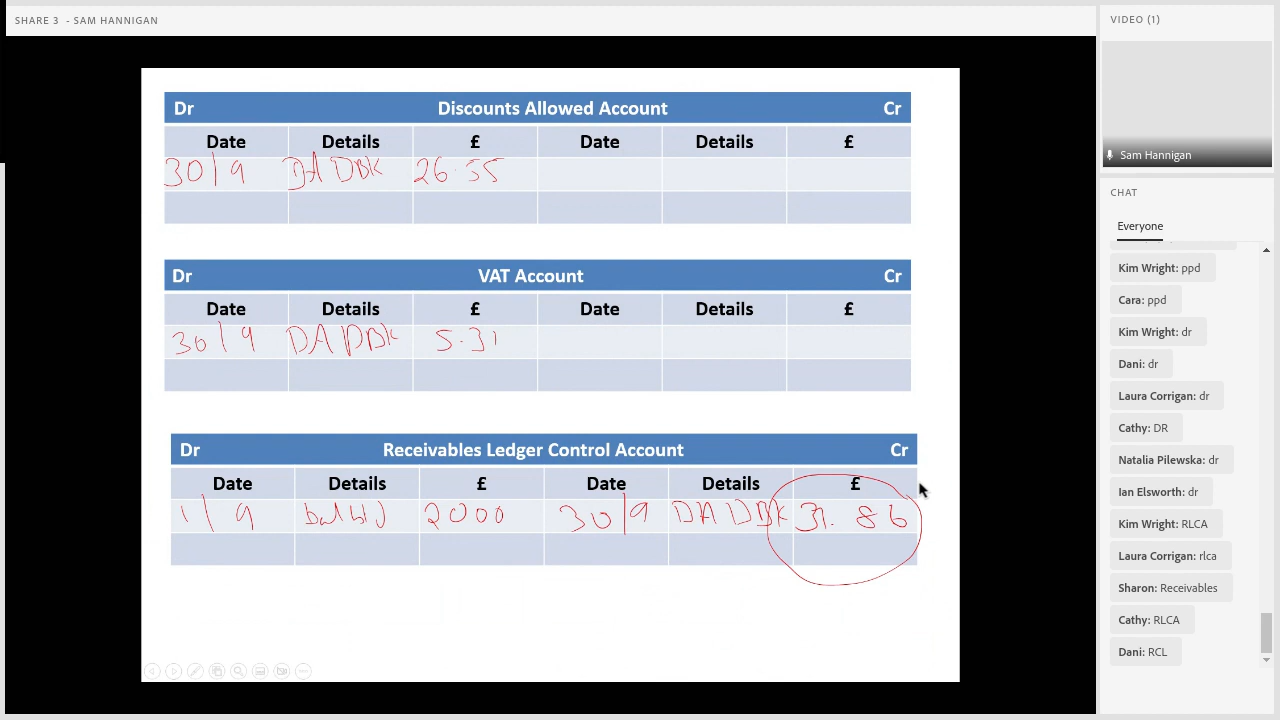 SHARE 3 - SAM HANNIGAN
Dr Discounts Allowed Account Cr
Date Details £ Date Details £
30/9 DA DBK 26.55
Dr VAT Account Cr
Date Details £ Date Details £
30/9 DA DBK 5.31
Dr Receivables Ledger Control Account Cr
Date Details £ Date Details £
1/9 bal b/d 2000 30/9 DA DBK 31.86
VIDEO (1)
Sam Hannigan
CHAT
Everyone
Kim Wright: ppd
Cara: ppd
Kim Wright: dr
Dani: dr
Laura Corrigan: dr
Cathy: DR
Natalia Pilewska: dr
Ian Elsworth: dr
Kim Wright: RLCA
Laura Corrigan: rlca
Sharon: Receivables
Cathy: RLCA
Dani: RCL